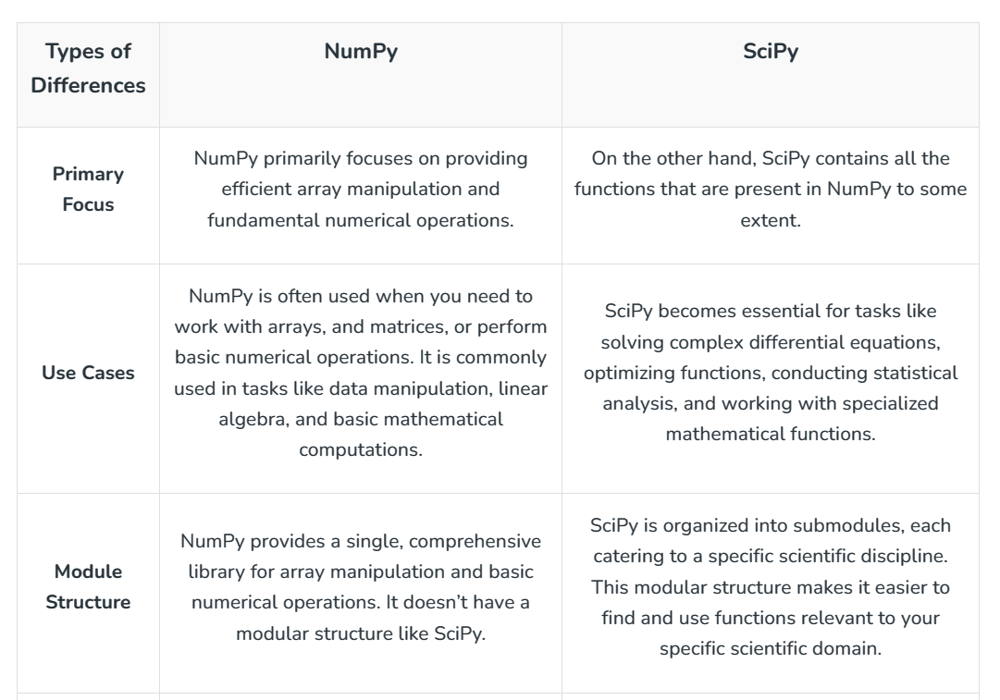 Types of
Differences
NumPy
SciPy
Primary
Focus
NumPy primarily focuses on providing
efficient array manipulation and
fundamental numerical operations.
On the other hand, SciPy contains all the
functions that are present in NumPy to some
extent.
Use Cases
NumPy is often used when you need to
work with arrays, and matrices, or perform
basic numerical operations. It is commonly
used in tasks like data manipulation, linear
algebra, and basic mathematical
computations.
SciPy becomes essential for tasks like
solving complex differential equations,
optimizing functions, conducting statistical
analysis, and working with specialized
mathematical functions.
Module
Structure
NumPy provides a single, comprehensive
library for array manipulation and basic
numerical operations. It doesn’t have a
modular structure like SciPy.
SciPy is organized into submodules, each
catering to a specific scientific discipline.
This modular structure makes it easier to
find and use functions relevant to your
specific scientific domain.